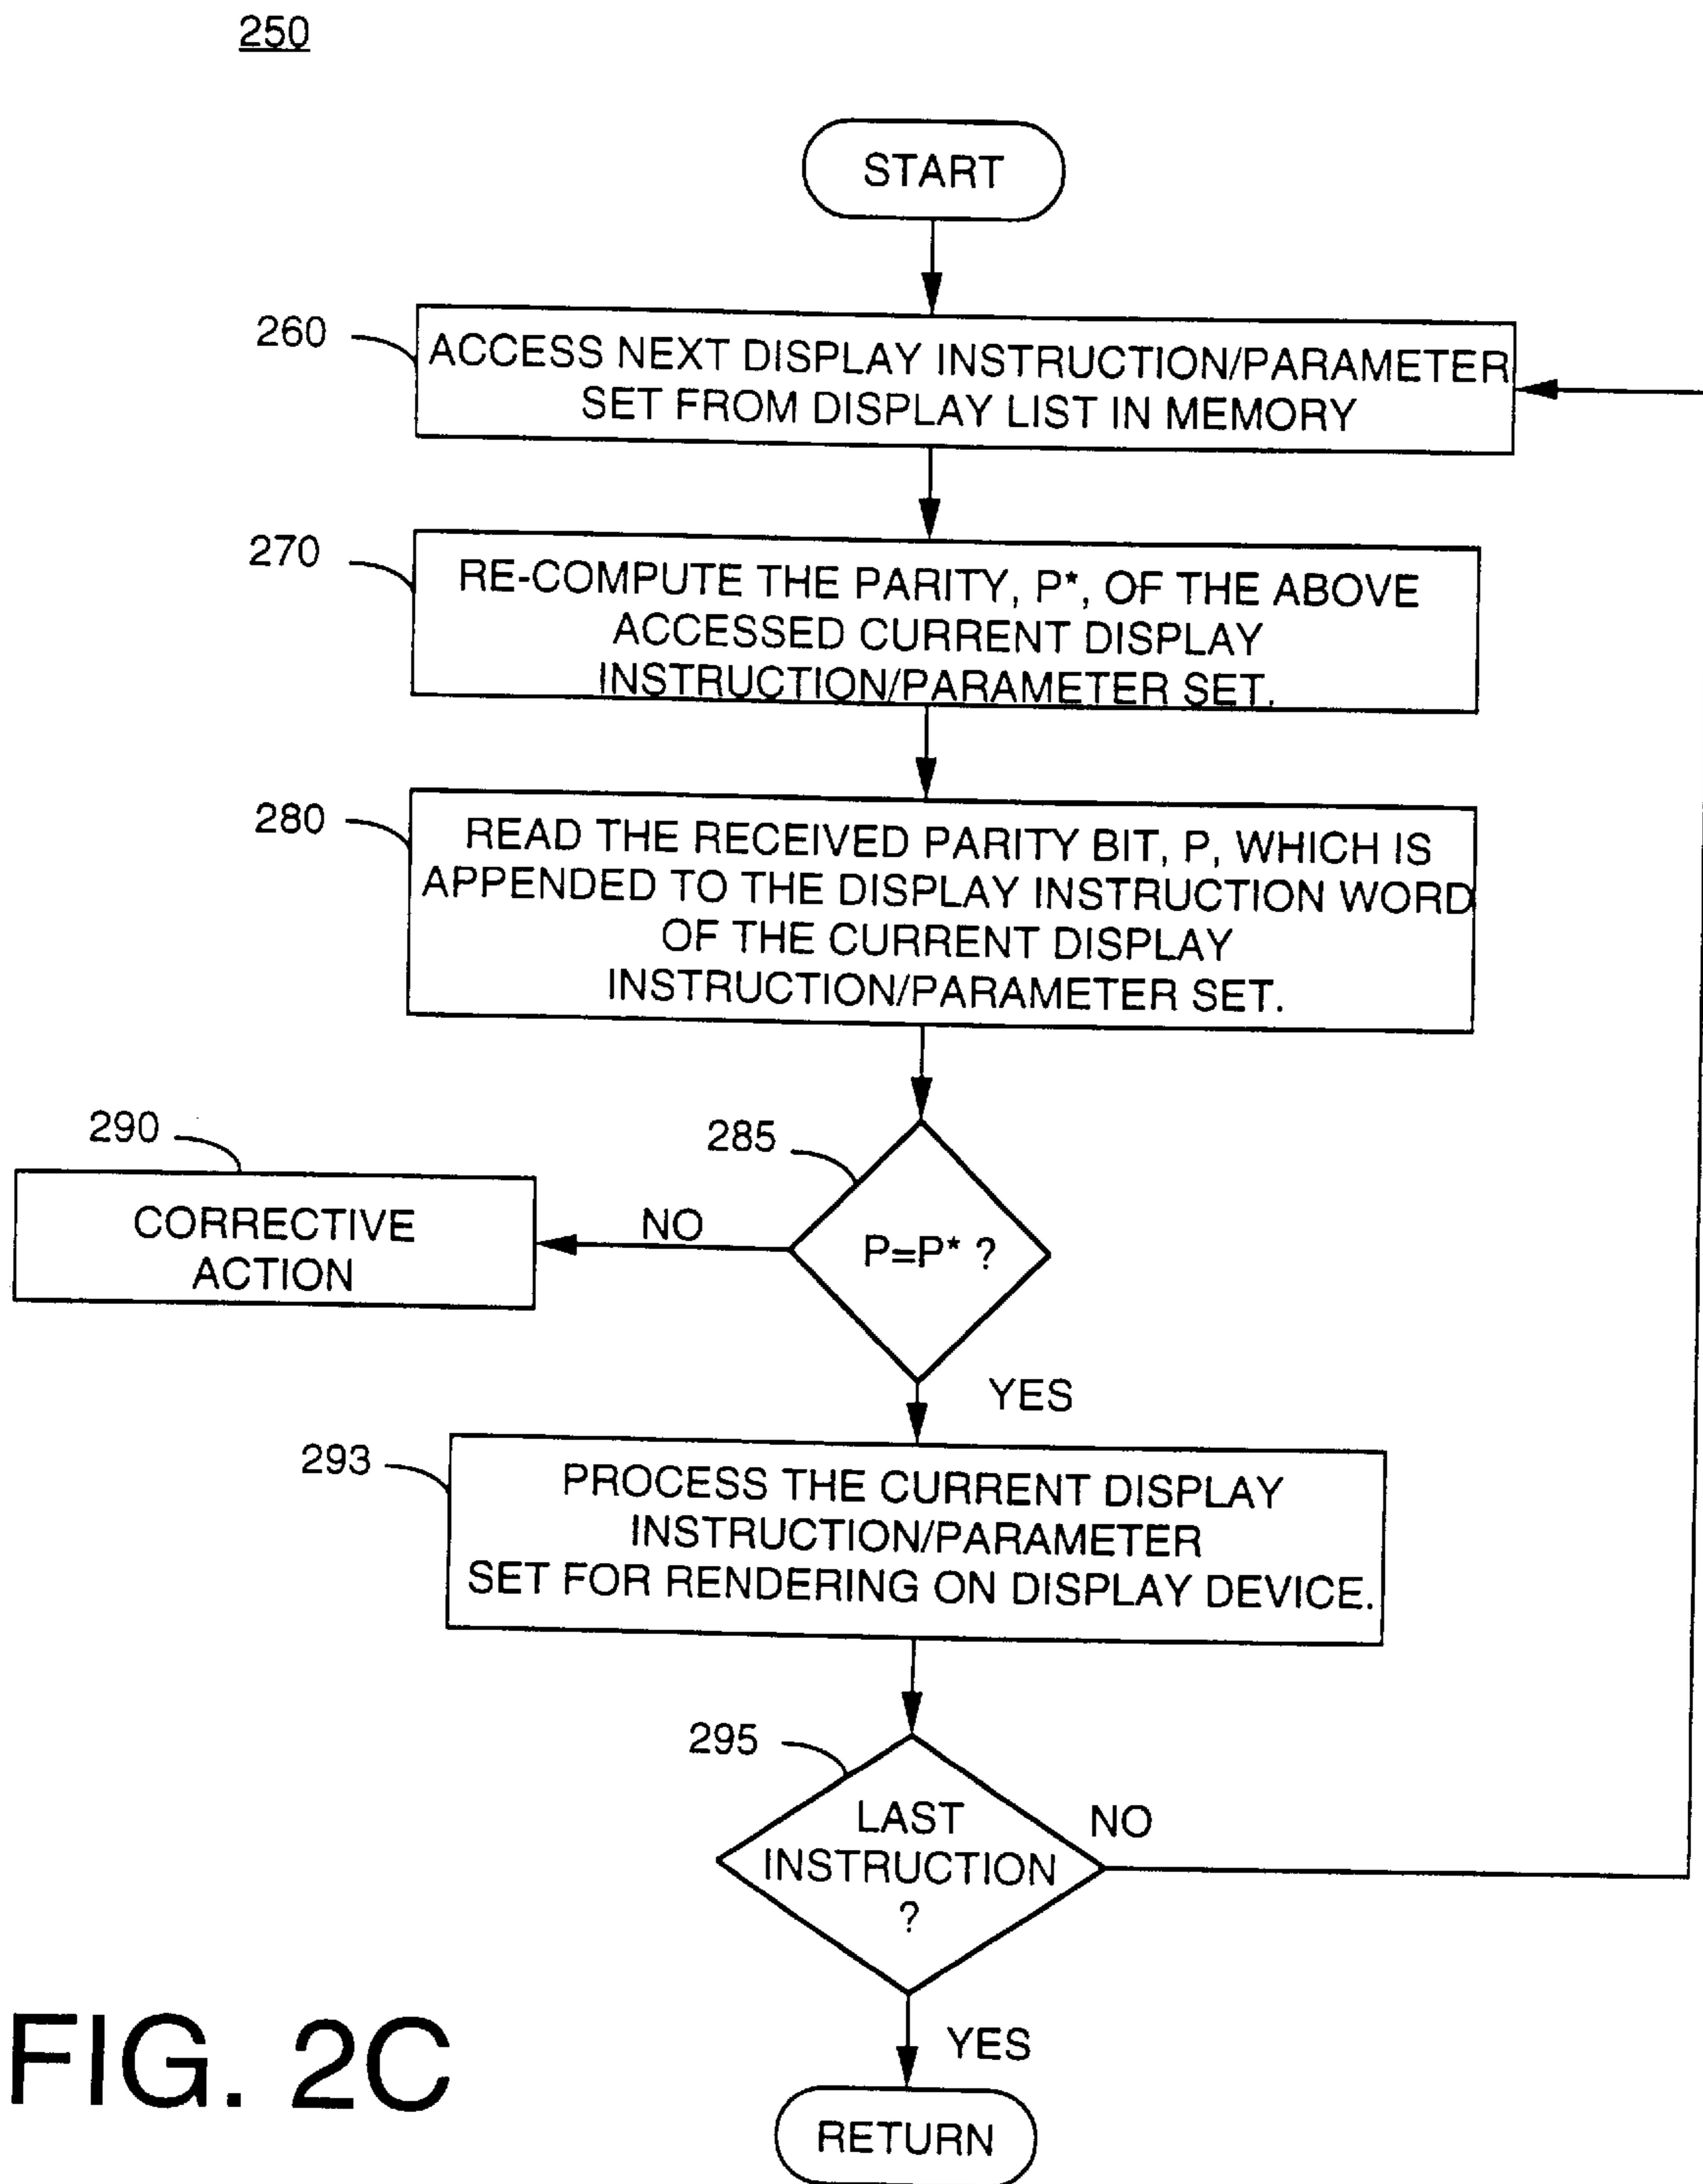 250
START
260
ACCESS NEXT DISPLAY INSTRUCTION/PARAMETER
SET FROM DISPLAY LIST IN MEMORY
270
RE-COMPUTE THE PARITY, P*, OF THE ABOVE
ACCESSED CURRENT DISPLAY
INSTRUCTION/PARAMETER SET.
280
READ THE RECEIVED PARITY BIT, P, WHICH IS
APPENDED TO THE DISPLAY INSTRUCTION WORD
OF THE CURRENT DISPLAY
INSTRUCTION/PARAMETER SET.
290
285
CORRECTIVE
ACTION
NO
P=P* ?
YES
293
PROCESS THE CURRENT DISPLAY
INSTRUCTION/PARAMETER
SET FOR RENDERING ON DISPLAY DEVICE.
295
LAST
INSTRUCTION
?
NO
YES
RETURN
FIG. 2C